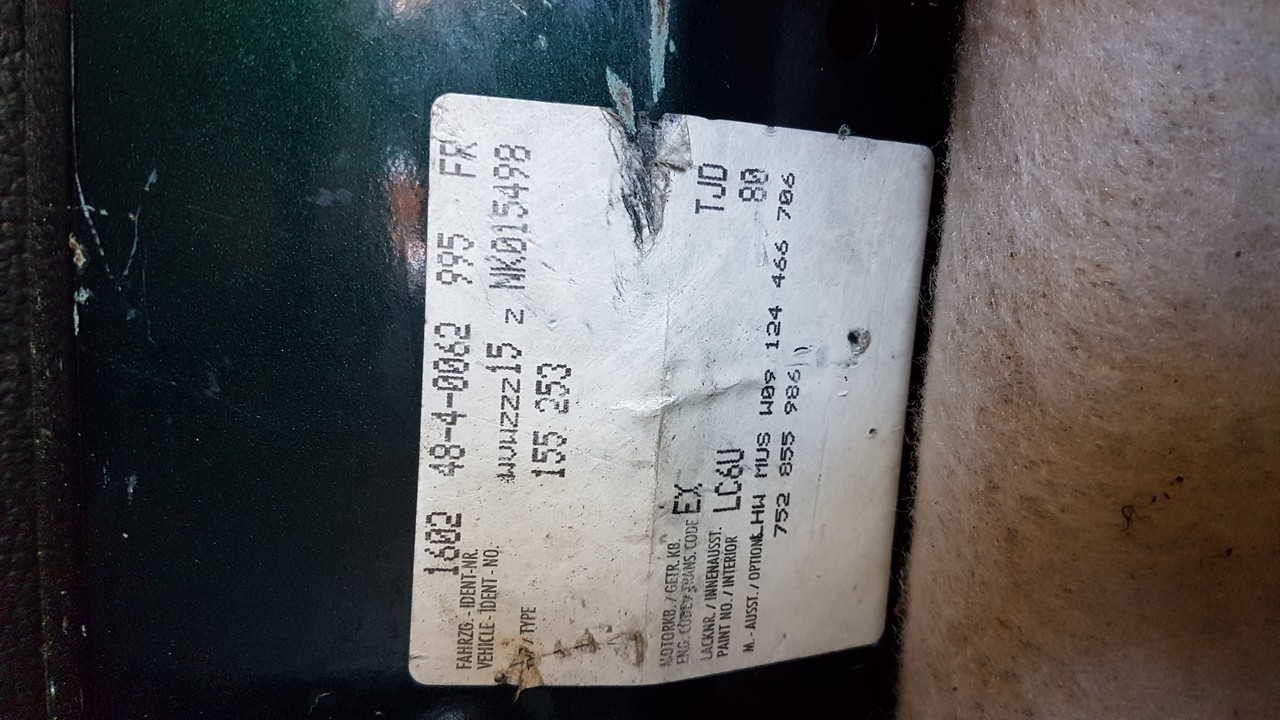 1602 48-4-0062 995 FR
FAHRZG. - IDENT-NR.
VEHICLE- IDENT - NO. WVWZZZ15 Z NK015498
/ TYPE 155 253
MOTORKB. / GETR. KB.
ENG. CODE / TRANS. CODE EX TJD
LACKNR. / INNENAUSST.
PAINT NO. / INTERIOR LC6U 80
M. - AUSST. / OPTION LHW MUS W09 124 466 706
752 855 986